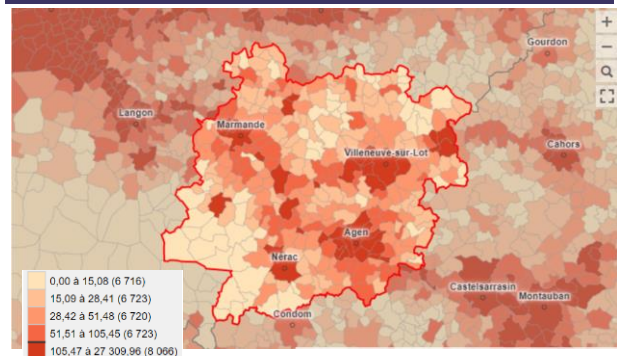 Gourdon
Langon
Marmande
Cahors
Villeneuve-sur-Lot
Agen
Nérac
Castelsarrasin
Montauban
Condom
+
−
0,00 à 15,08 (6 716)
15,09 à 28,41 (6 723)
28,42 à 51,48 (6 720)
51,51 à 105,45 (6 723)
105,47 à 27 309,96 (8 066)